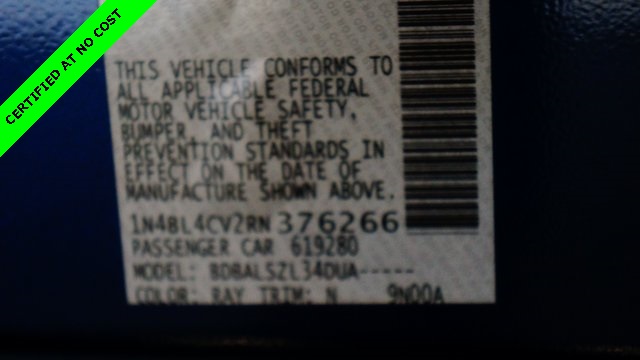 CERTIFIED AT NO COST
THIS VEHICLE CONFORMS TO
ALL APPLICABLE FEDERAL
MOTOR VEHICLE SAFETY,
BUMPER, AND THEFT
PREVENTION STANDARDS IN
EFFECT ON THE DATE OF
MANUFACTURE SHOWN ABOVE.
1N4BL4CV2RN376266
PASSENGER CAR 619280
MODEL: BDBALSZL34DUA-----
COLOR: RAY TRIM: N 9N00A